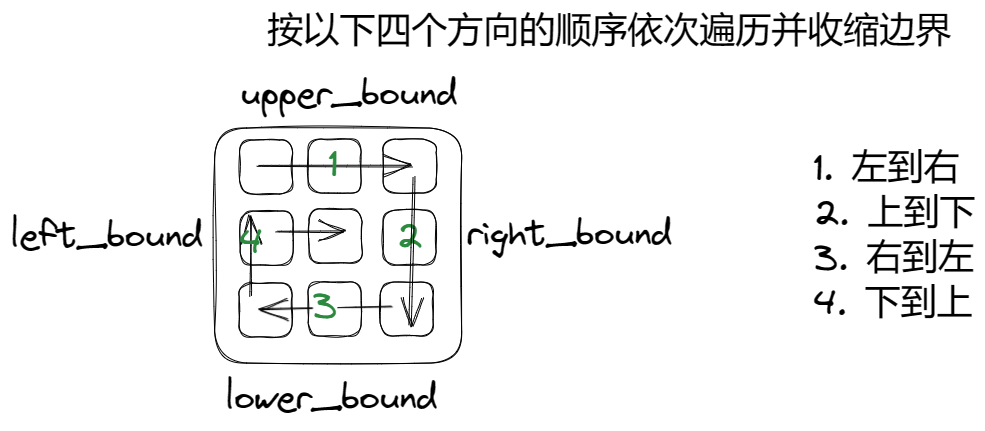 按以下四个方向的顺序依次遍历并收缩边界
upper_bound
1
left_bound
4
2
right_bound
3
lower_bound
1. 左到右
2. 上到下
3. 右到左
4. 下到上